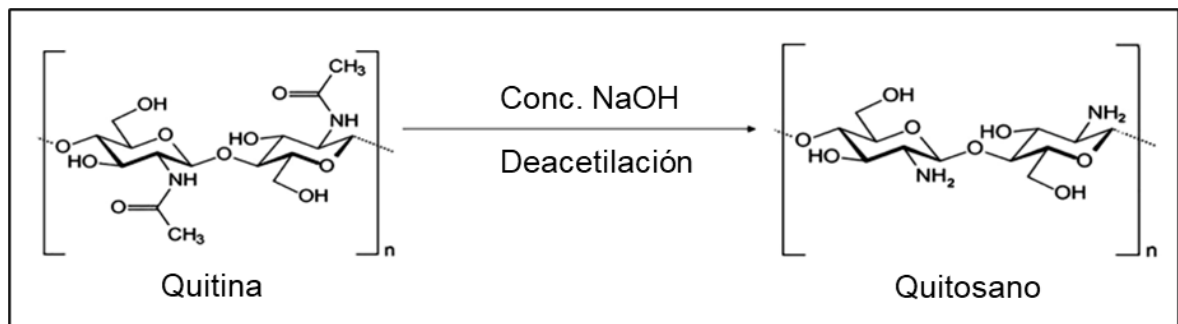 CH₃
O
OH
NH
O
O
HO
O
HO
O
O
NH
OH
O
CH₃
n
Quitina
Conc. NaOH
Deacetilación
OH
NH₂
O
O
HO
O
HO
O
O
NH₂
OH
n
Quitosano